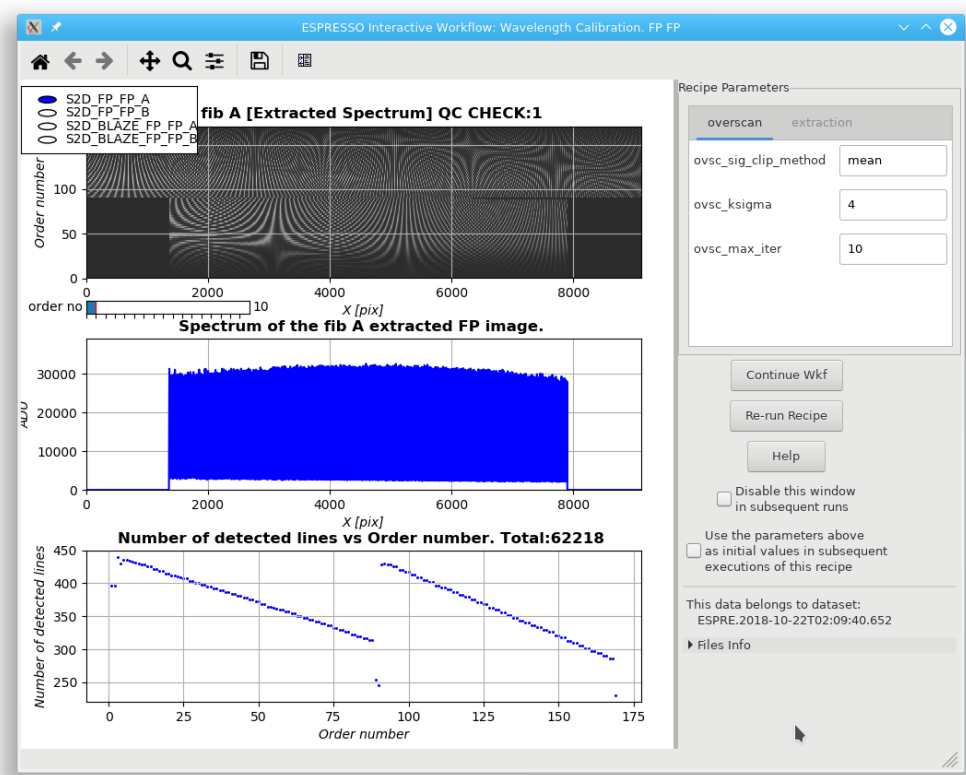 ESPRESSO Interactive Workflow: Wavelength Calibration. FP FP
S2D_FP_FP_A
S2D_FP_FP_B
S2D_BLAZE_FP_FP_A
S2D_BLAZE_FP_FP_B
fib A [Extracted Spectrum] QC CHECK:1
Order number
100
50
0
0 2000 4000 6000 8000
X [pix]
order no 10
Spectrum of the fib A extracted FP image.
ADU
30000
20000
10000
0
0 2000 4000 6000 8000
X [pix]
Number of detected lines vs Order number. Total:62218
Number of detected lines
450
400
350
300
250
0 25 50 75 100 125 150 175
Order number
Recipe Parameters
overscan extraction
ovsc_sig_clip_method mean
ovsc_ksigma 4
ovsc_max_iter 10
Continue Wkf
Re-run Recipe
Help
Disable this window
in subsequent runs
Use the parameters above
as initial values in subsequent
executions of this recipe
This data belongs to dataset:
ESPRE.2018-10-22T02:09:40.652
Files Info